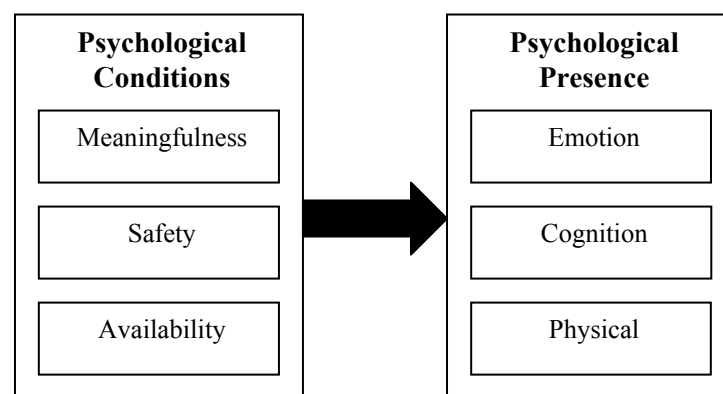 Psychological
Conditions
Meaningfulness
Safety
Availability
Psychological
Presence
Emotion
Cognition
Physical